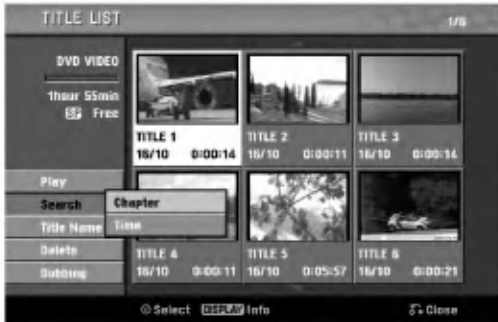 TITLE LIST
1/6
DVD VIDEO
1hour 55min
SP Free
TITLE 1
16/10 0:00:14
TITLE 2
16/10 0:00:11
TITLE 3
16/10 0:00:14
Play
Search
Title Name
Delete
Dubbing
Chapter
Time
TITLE 4
16/10 0:00:11
TITLE 5
16/10 0:05:57
TITLE 6
16/10 0:00:21
Select DISPLAY Info
Close